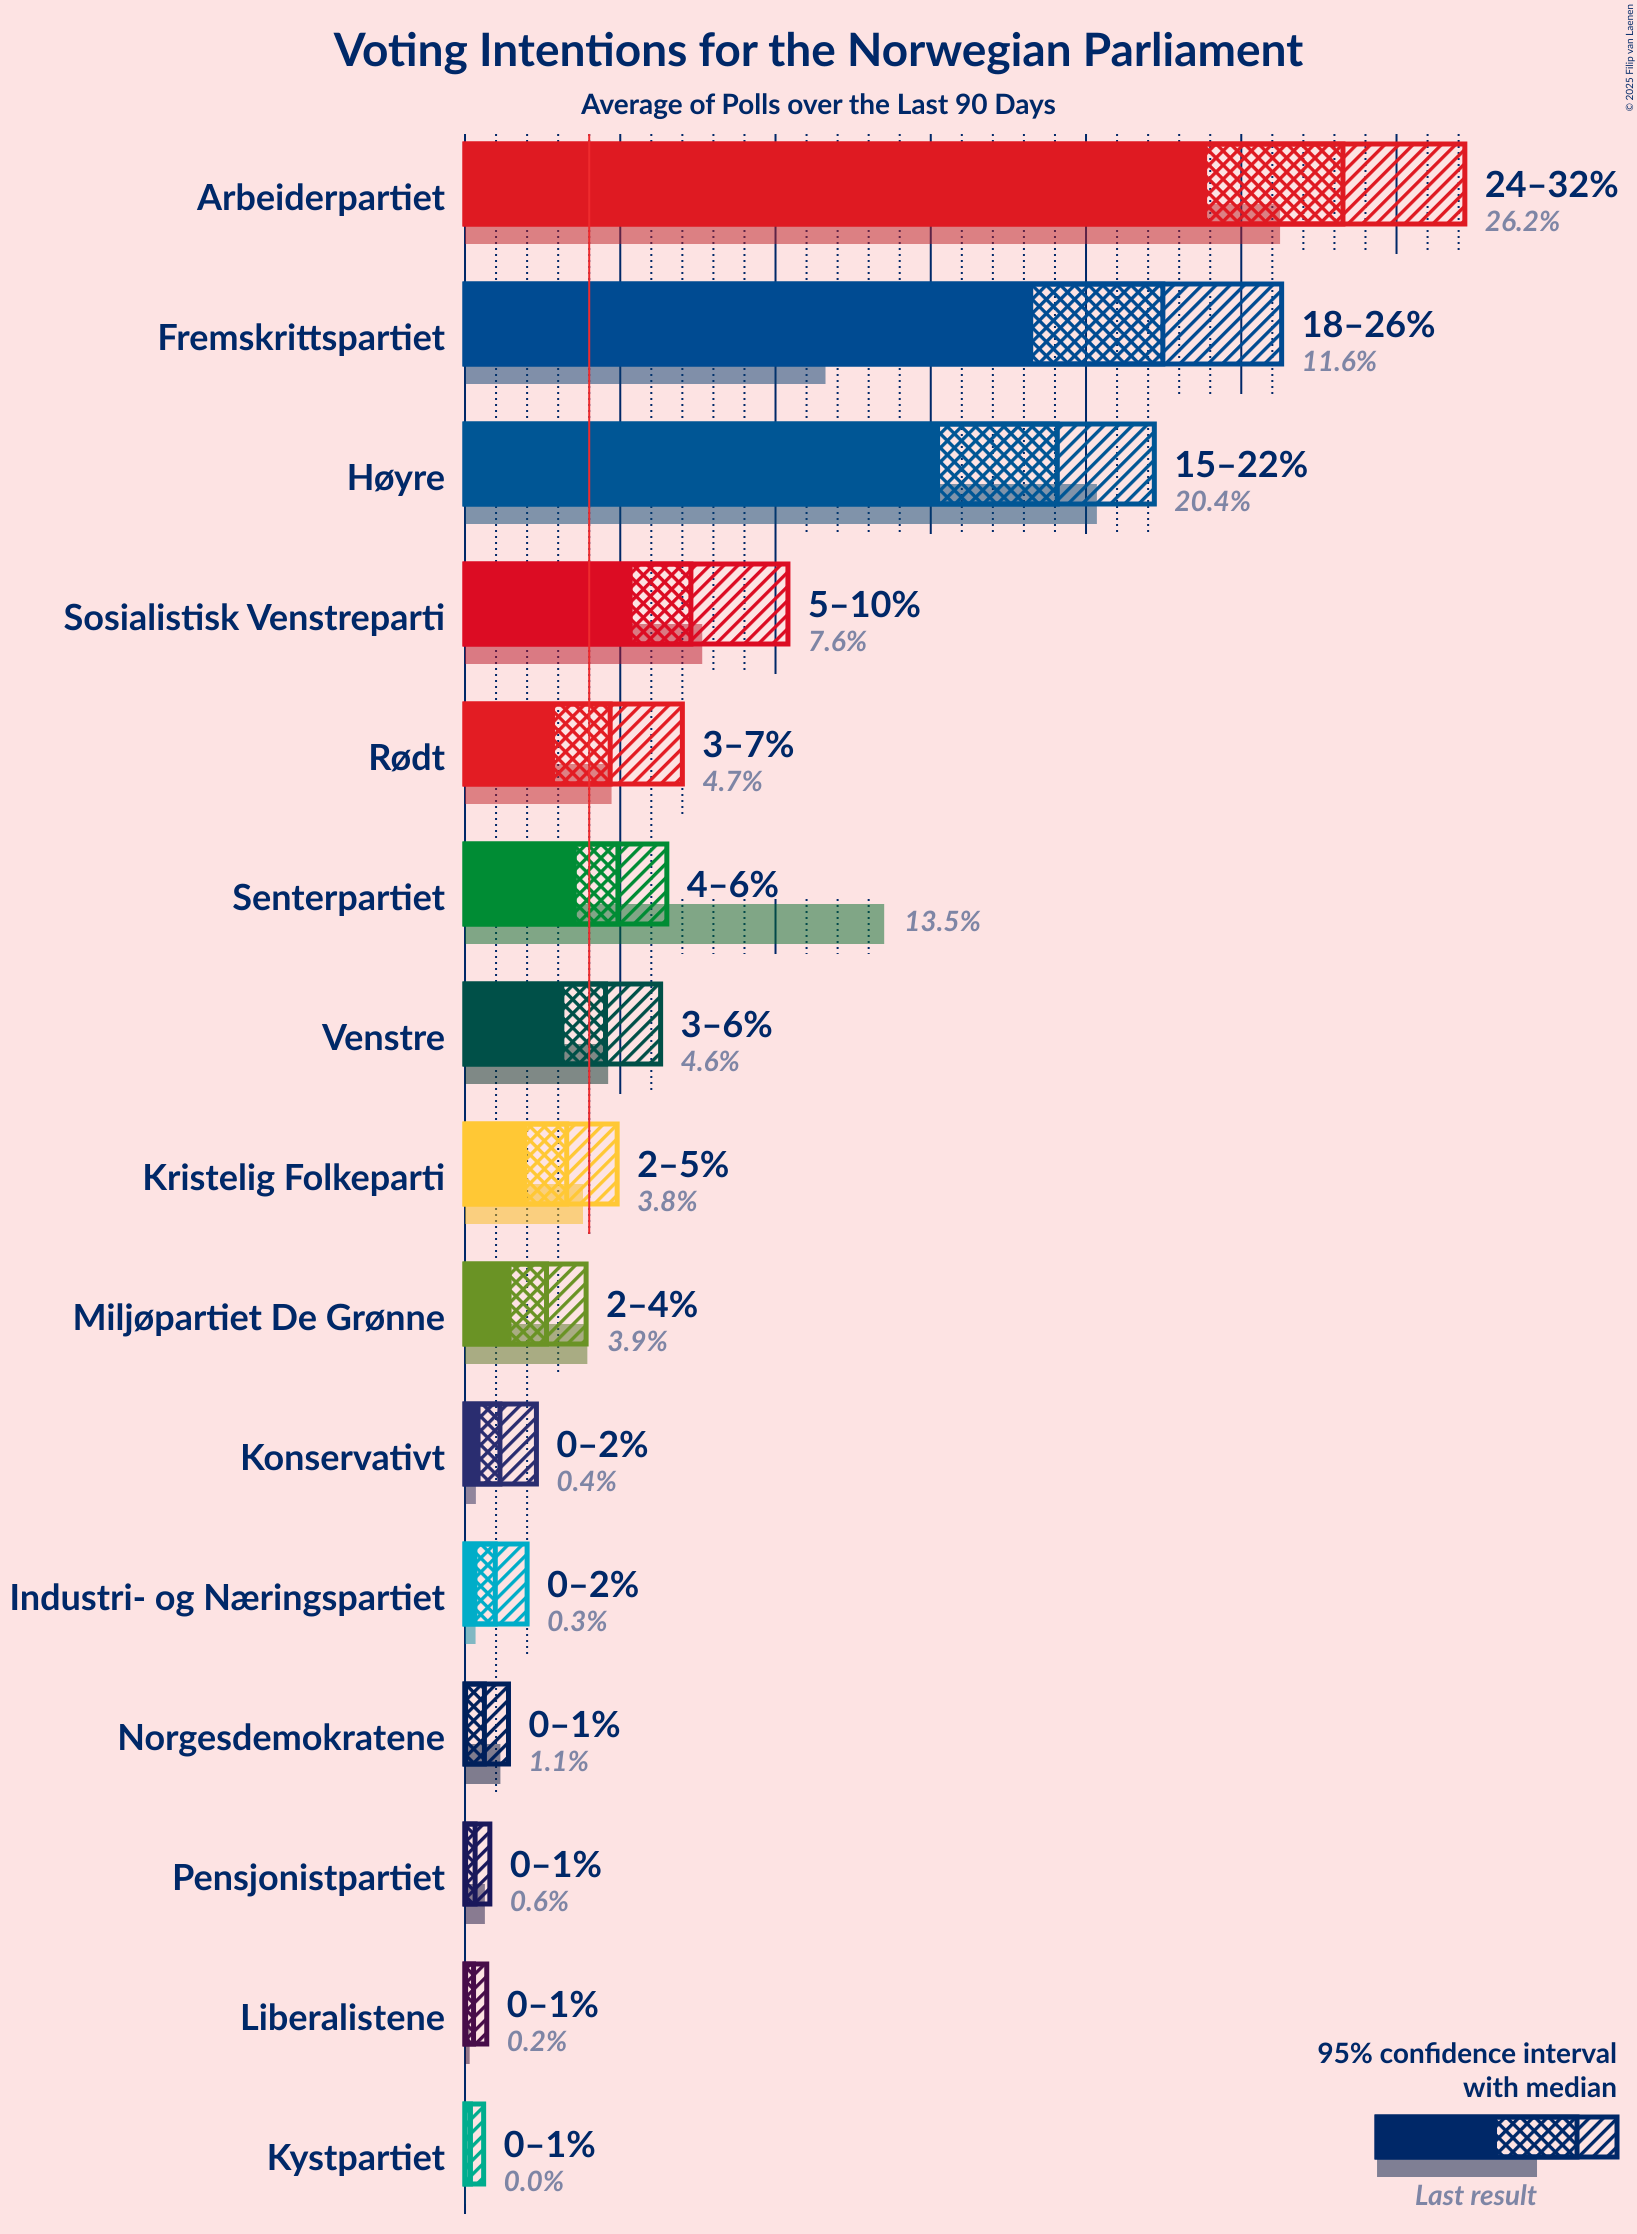 © 2025 Filip van Laenen
Voting Intentions for the Norwegian Parliament
Average of Polls over the Last 90 Days
Arbeiderpartiet
24–32%
26.2%
Fremskrittspartiet
18–26%
11.6%
Høyre
15–22%
20.4%
Sosialistisk Venstreparti
5–10%
7.6%
Rødt
3–7%
4.7%
Senterpartiet
4–6%
13.5%
Venstre
3–6%
4.6%
Kristelig Folkeparti
2–5%
3.8%
Miljøpartiet De Grønne
2–4%
3.9%
Konservativt
0–2%
0.4%
Industri- og Næringspartiet
0–2%
0.3%
Norgesdemokratene
0–1%
1.1%
Pensjonistpartiet
0–1%
0.6%
Liberalistene
0–1%
0.2%
Kystpartiet
0–1%
0.0%
95% confidence interval
with median
Last result